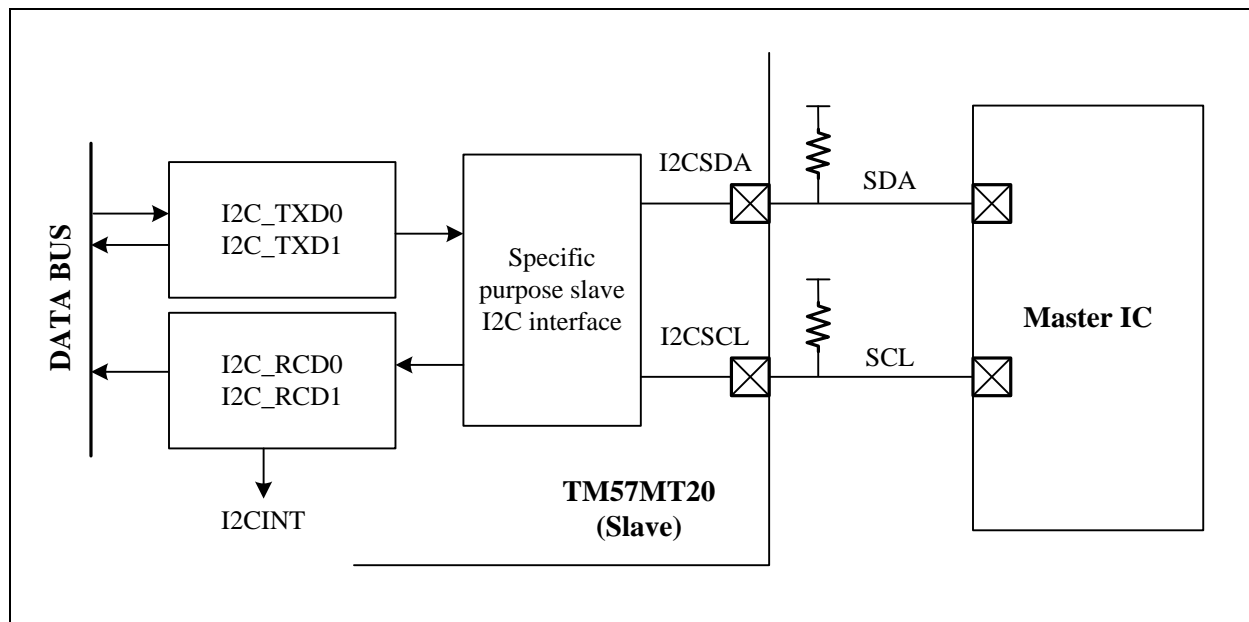 DATA BUS
I2C_TXD0
I2C_TXD1
I2C_RCD0
I2C_RCD1
I2CINT
Specific
purpose slave
I2C interface
I2CSDA
I2CSCL
TM57MT20
(Slave)
SDA
SCL
Master IC